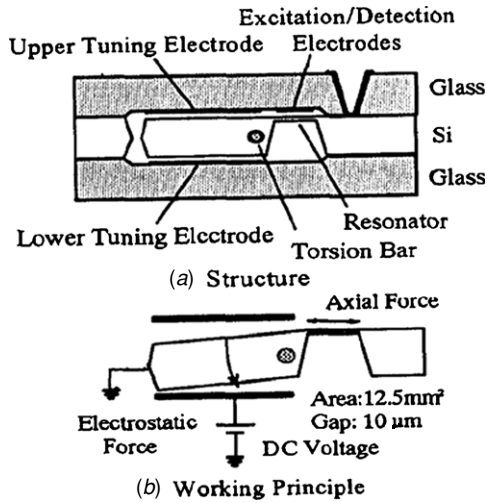 Excitation/Detection
Upper Tuning Electrode
Electrodes
Glass
Si
Glass
Resonator
Lower Tuning Electrode
Torsion Bar
(a) Structure
Axial Force
Area:12.5mm²
Electrostatic
Gap: 10 μm
Force
DC Voltage
(b) Working Principle